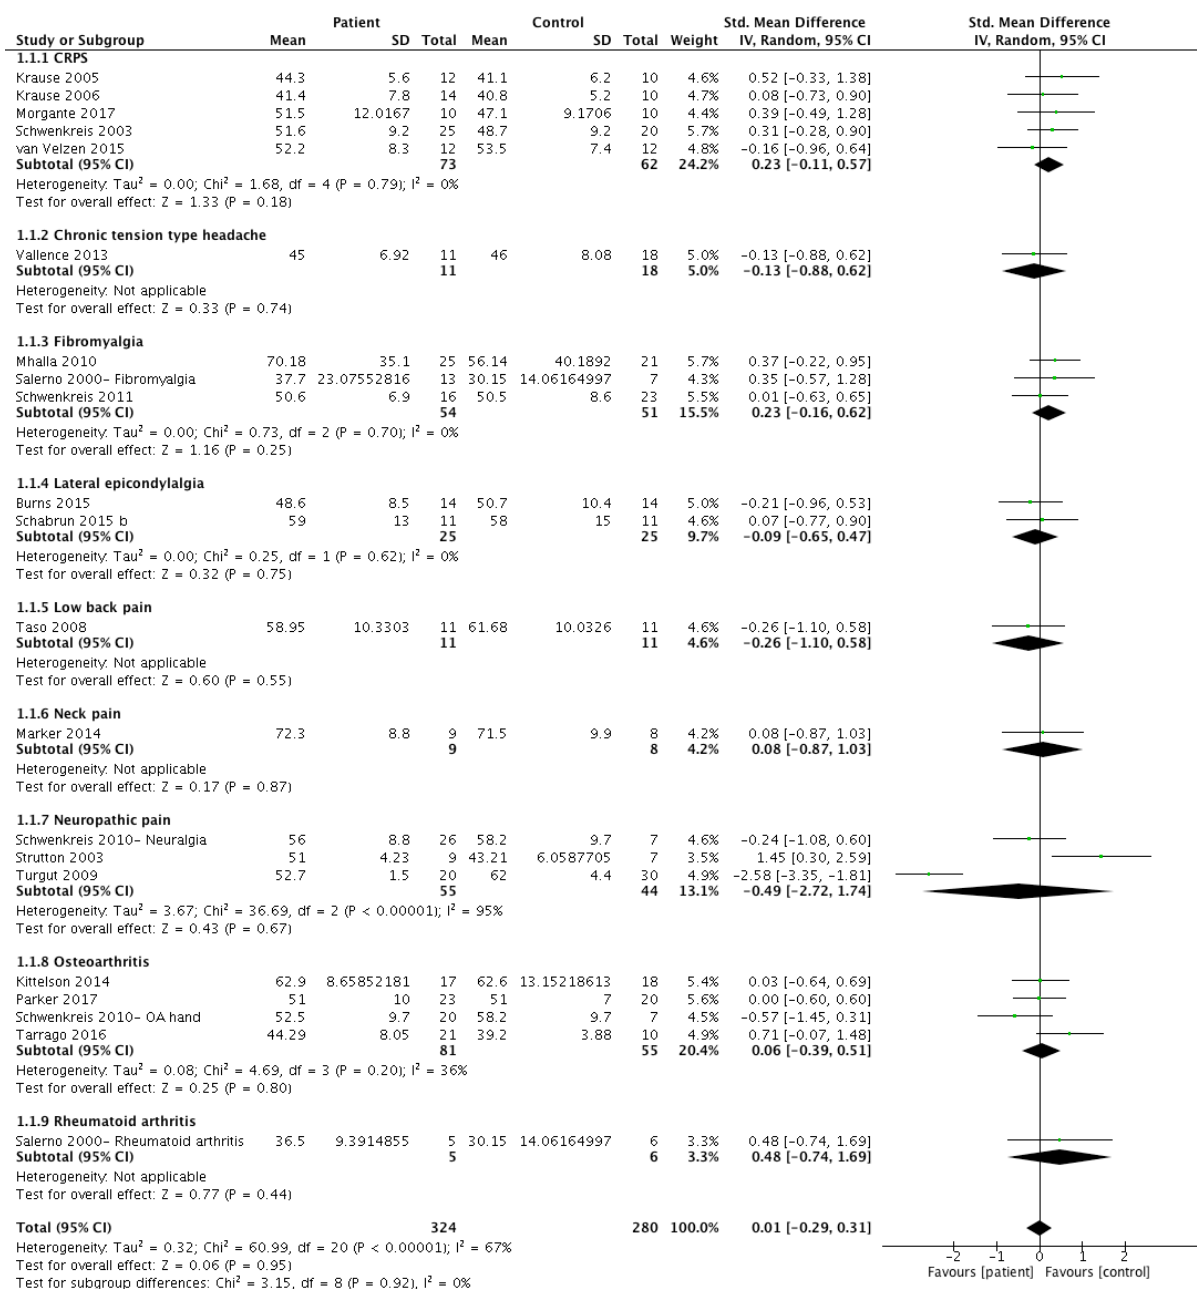 Patient Control Std. Mean Difference Std. Mean Difference
Study or Subgroup Mean SD Total Mean SD Total Weight IV, Random, 95% CI IV, Random, 95% CI
1.1.1 CRPS
Krause 2005 44.3 5.6 12 41.1 6.2 10 4.6% 0.52 [−0.33, 1.38]
Krause 2006 41.4 7.8 14 40.8 5.2 10 4.7% 0.08 [−0.73, 0.90]
Morgante 2017 51.5 12.0167 10 47.1 9.1706 10 4.4% 0.39 [−0.49, 1.28]
Schwenkreis 2003 51.6 9.2 25 48.7 9.2 20 5.7% 0.31 [−0.28, 0.90]
van Velzen 2015 52.2 8.3 12 53.5 7.4 12 4.8% −0.16 [−0.96, 0.64]
Subtotal (95% CI) 73 62 24.2% 0.23 [−0.11, 0.57]
Heterogeneity: Tau² = 0.00; Chi² = 1.68, df = 4 (P = 0.79); I² = 0%
Test for overall effect: Z = 1.33 (P = 0.18)
1.1.2 Chronic tension type headache
Vallence 2013 45 6.92 11 46 8.08 18 5.0% −0.13 [−0.88, 0.62]
Subtotal (95% CI) 11 18 5.0% −0.13 [−0.88, 0.62]
Heterogeneity: Not applicable
Test for overall effect: Z = 0.33 (P = 0.74)
1.1.3 Fibromyalgia
Mhalla 2010 70.18 35.1 25 56.14 40.1892 21 5.7% 0.37 [−0.22, 0.95]
Salerno 2000− Fibromyalgia 37.7 23.07552816 13 30.15 14.06164997 7 4.3% 0.35 [−0.57, 1.28]
Schwenkreis 2011 50.6 6.9 16 50.5 8.6 23 5.5% 0.01 [−0.63, 0.65]
Subtotal (95% CI) 54 51 15.5% 0.23 [−0.16, 0.62]
Heterogeneity: Tau² = 0.00; Chi² = 0.73, df = 2 (P = 0.70); I² = 0%
Test for overall effect: Z = 1.16 (P = 0.25)
1.1.4 Lateral epicondylalgia
Burns 2015 48.6 8.5 14 50.7 10.4 14 5.0% −0.21 [−0.96, 0.53]
Schabrun 2015 b 59 13 11 58 15 11 4.6% 0.07 [−0.77, 0.90]
Subtotal (95% CI) 25 25 9.7% −0.09 [−0.65, 0.47]
Heterogeneity: Tau² = 0.00; Chi² = 0.25, df = 1 (P = 0.62); I² = 0%
Test for overall effect: Z = 0.32 (P = 0.75)
1.1.5 Low back pain
Taso 2008 58.95 10.3303 11 61.68 10.0326 11 4.6% −0.26 [−1.10, 0.58]
Subtotal (95% CI) 11 11 4.6% −0.26 [−1.10, 0.58]
Heterogeneity: Not applicable
Test for overall effect: Z = 0.60 (P = 0.55)
1.1.6 Neck pain
Marker 2014 72.3 8.8 9 71.5 9.9 8 4.2% 0.08 [−0.87, 1.03]
Subtotal (95% CI) 9 8 4.2% 0.08 [−0.87, 1.03]
Heterogeneity: Not applicable
Test for overall effect: Z = 0.17 (P = 0.87)
1.1.7 Neuropathic pain
Schwenkreis 2010− Neuralgia 56 8.8 26 58.2 9.7 7 4.6% −0.24 [−1.08, 0.60]
Strutton 2003 51 4.23 9 43.21 6.0587705 7 3.5% 1.45 [0.30, 2.59]
Turgut 2009 52.7 1.5 20 62 4.4 30 4.9% −2.58 [−3.35, −1.81]
Subtotal (95% CI) 55 44 13.1% −0.49 [−2.72, 1.74]
Heterogeneity: Tau² = 3.67; Chi² = 36.69, df = 2 (P < 0.00001); I² = 95%
Test for overall effect: Z = 0.43 (P = 0.67)
1.1.8 Osteoarthritis
Kittelson 2014 62.9 8.65852181 17 62.6 13.15218613 18 5.4% 0.03 [−0.64, 0.69]
Parker 2017 51 10 23 51 7 20 5.6% 0.00 [−0.60, 0.60]
Schwenkreis 2010− OA hand 52.5 9.7 20 58.2 9.7 7 4.5% −0.57 [−1.45, 0.31]
Tarrago 2016 44.29 8.05 21 39.2 3.88 10 4.9% 0.71 [−0.07, 1.48]
Subtotal (95% CI) 81 55 20.4% 0.06 [−0.39, 0.51]
Heterogeneity: Tau² = 0.08; Chi² = 4.69, df = 3 (P = 0.20); I² = 36%
Test for overall effect: Z = 0.25 (P = 0.80)
1.1.9 Rheumatoid arthritis
Salerno 2000− Rheumatoid arthritis 36.5 9.3914855 5 30.15 14.06164997 6 3.3% 0.48 [−0.74, 1.69]
Subtotal (95% CI) 5 6 3.3% 0.48 [−0.74, 1.69]
Heterogeneity: Not applicable
Test for overall effect: Z = 0.77 (P = 0.44)
Total (95% CI) 324 280 100.0% 0.01 [−0.29, 0.31]
Heterogeneity: Tau² = 0.32; Chi² = 60.99, df = 20 (P < 0.00001); I² = 67%
Test for overall effect: Z = 0.06 (P = 0.95)
Test for subgroup differences: Chi² = 3.15, df = 8 (P = 0.92), I² = 0%
−2 −1 0 1 2
Favours [patient] Favours [control]